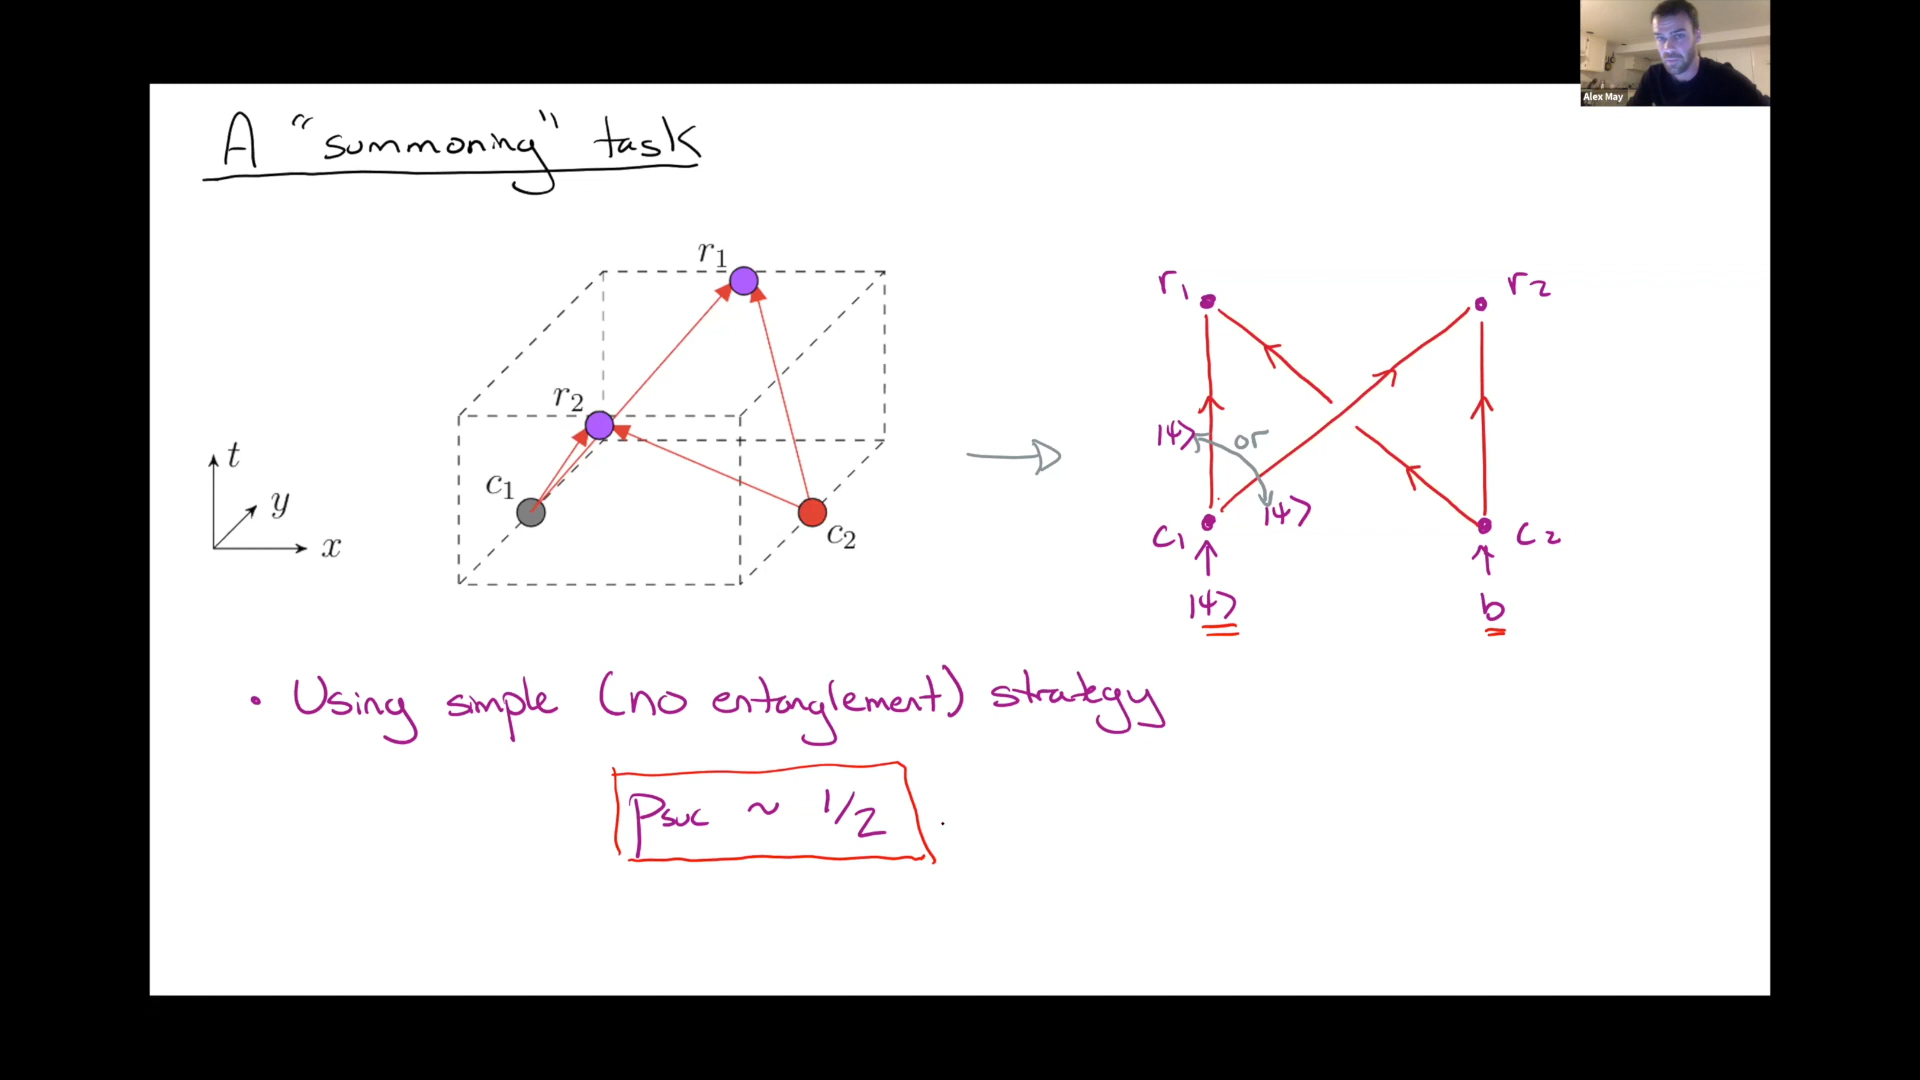 Alex May
A “summoning” task
r₁
r₂
c₁
c₂
t
y
x
r₁
r₂
|ψ⟩
or
|ψ⟩
c₁
c₂
|ψ⟩
b
• Using simple (no entanglement) strategy
Psuc ~ 1/2